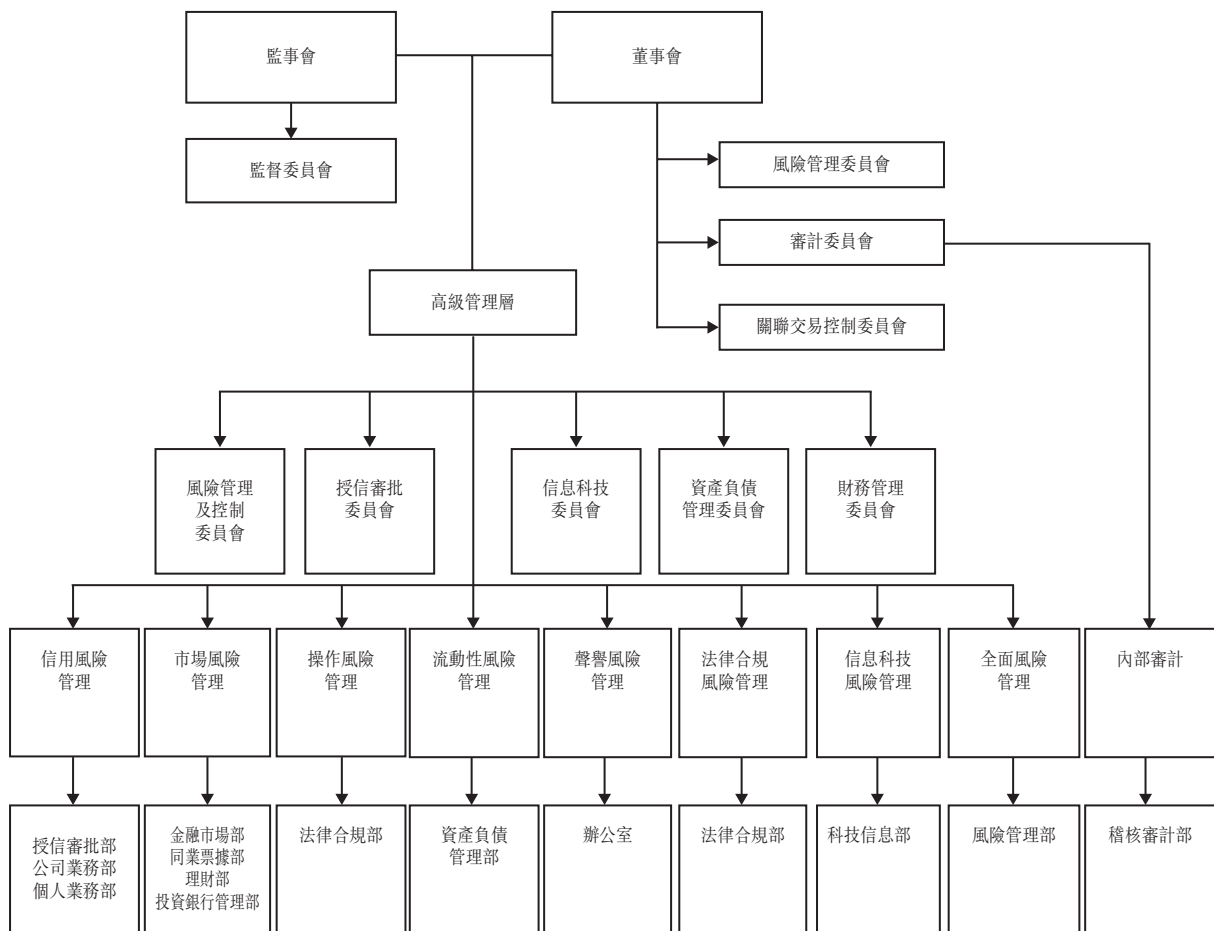 監事會
董事會
監督委員會
風險管理委員會
審計委員會
關聯交易控制委員會
高級管理層
風險管理
及控制
委員會
授信審批
委員會
信息科技
委員會
資產負債
管理委員會
財務管理
委員會
信用風險
管理
市場風險
管理
操作風險
管理
流動性風險
管理
聲譽風險
管理
法律合規
風險管理
信息科技
風險管理
全面風險
管理
內部審計
授信審批部
公司業務部
個人業務部
金融市場部
同業票據部
理財部
投資銀行管理部
法律合規部
資產負債
管理部
辦公室
法律合規部
科技信息部
風險管理部
稽核審計部